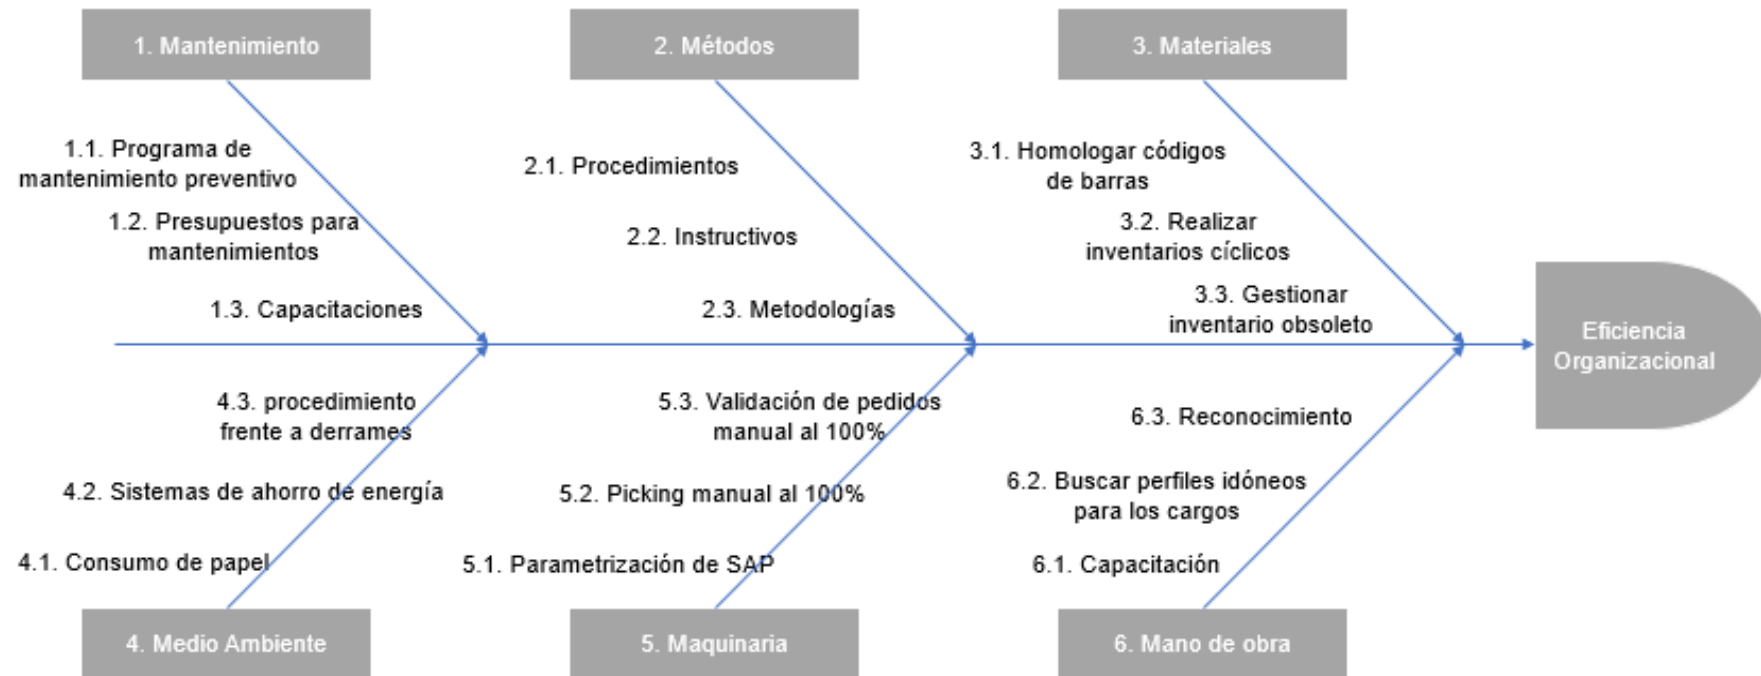 1. Mantenimiento
2. Métodos
3. Materiales
1.1. Programa de
mantenimiento preventivo
1.2. Presupuestos para
mantenimientos
1.3. Capacitaciones
2.1. Procedimientos
2.2. Instructivos
2.3. Metodologías
3.1. Homologar códigos
de barras
3.2. Realizar
inventarios cíclicos
3.3. Gestionar
inventario obsoleto
Eficiencia
Organizacional
4.3. procedimiento
frente a derrames
4.2. Sistemas de ahorro de energía
4.1. Consumo de papel
5.3. Validación de pedidos
manual al 100%
5.2. Picking manual al 100%
5.1. Parametrización de SAP
6.3. Reconocimiento
6.2. Buscar perfiles idóneos
para los cargos
6.1. Capacitación
4. Medio Ambiente
5. Maquinaria
6. Mano de obra